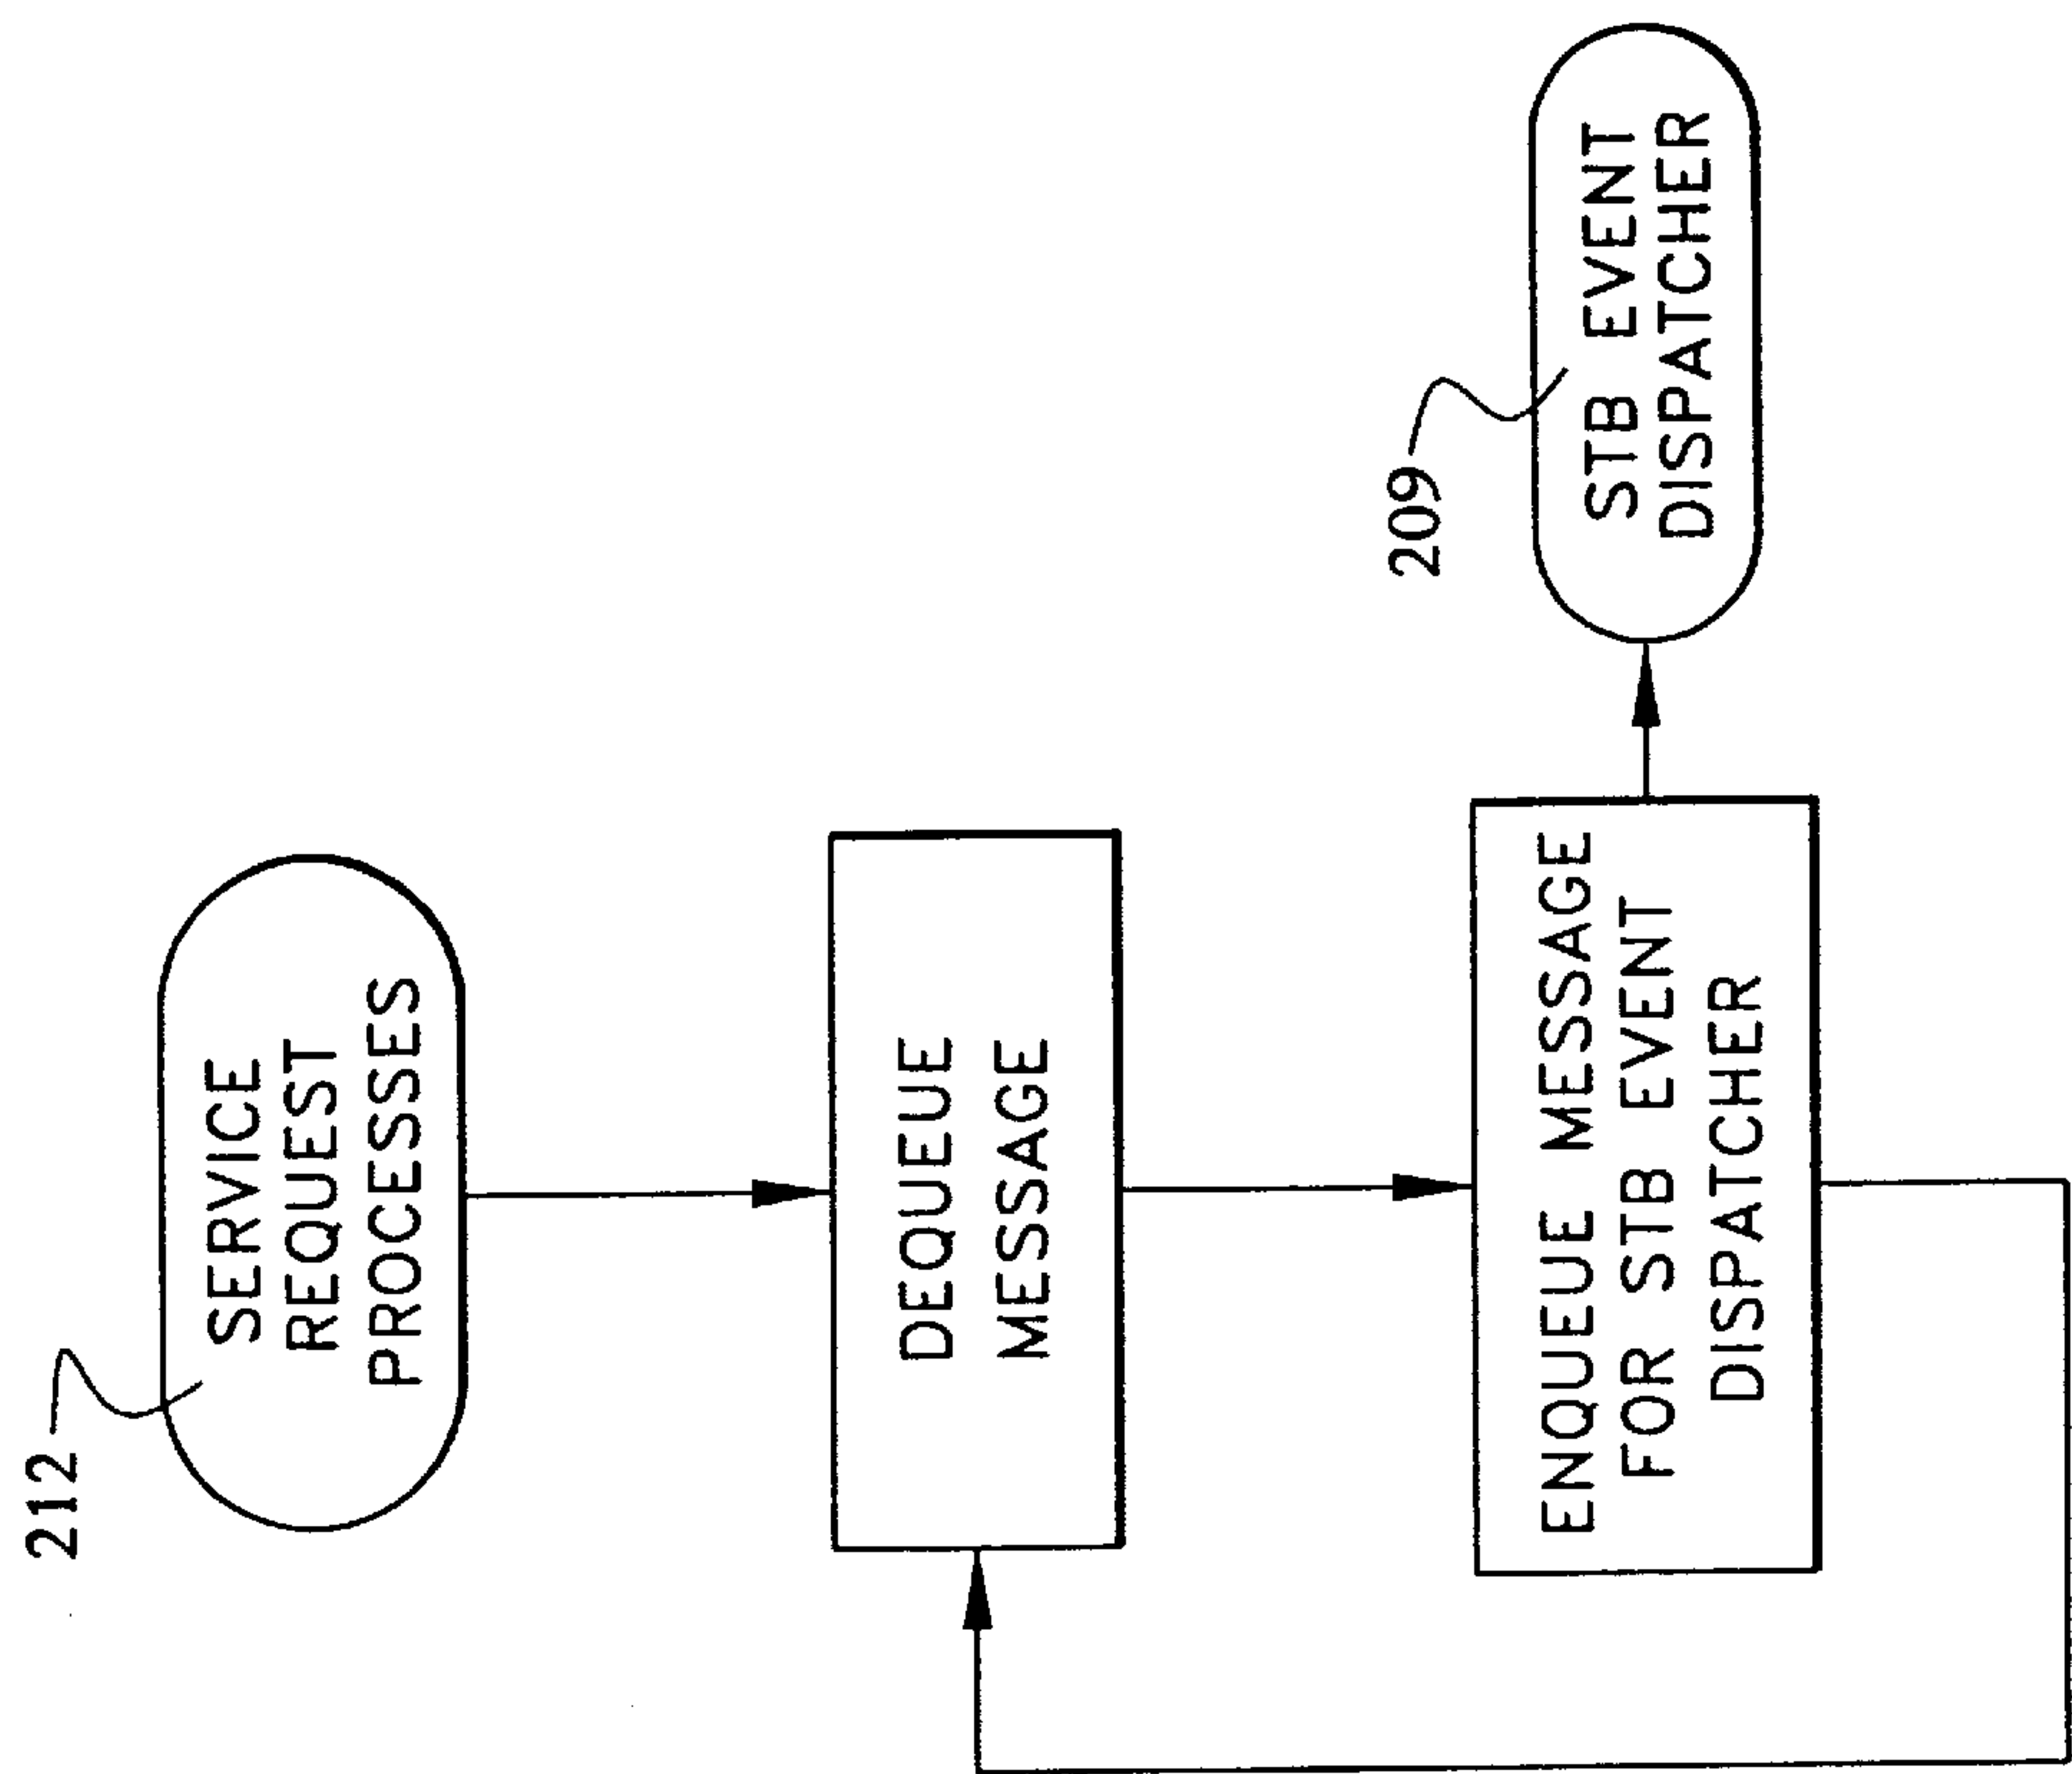 212
SERVICE
REQUEST
PROCESSES
DEQUEUE
MESSAGE
ENQUEUE MESSAGE
FOR STB EVENT
DISPATCHER
209
STB EVENT
DISPATCHER